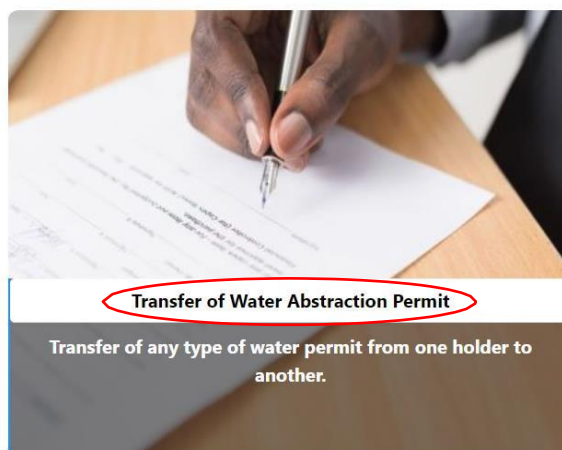 Transfer of Water Abstraction Permit
Transfer of any type of water permit from one holder to
another.